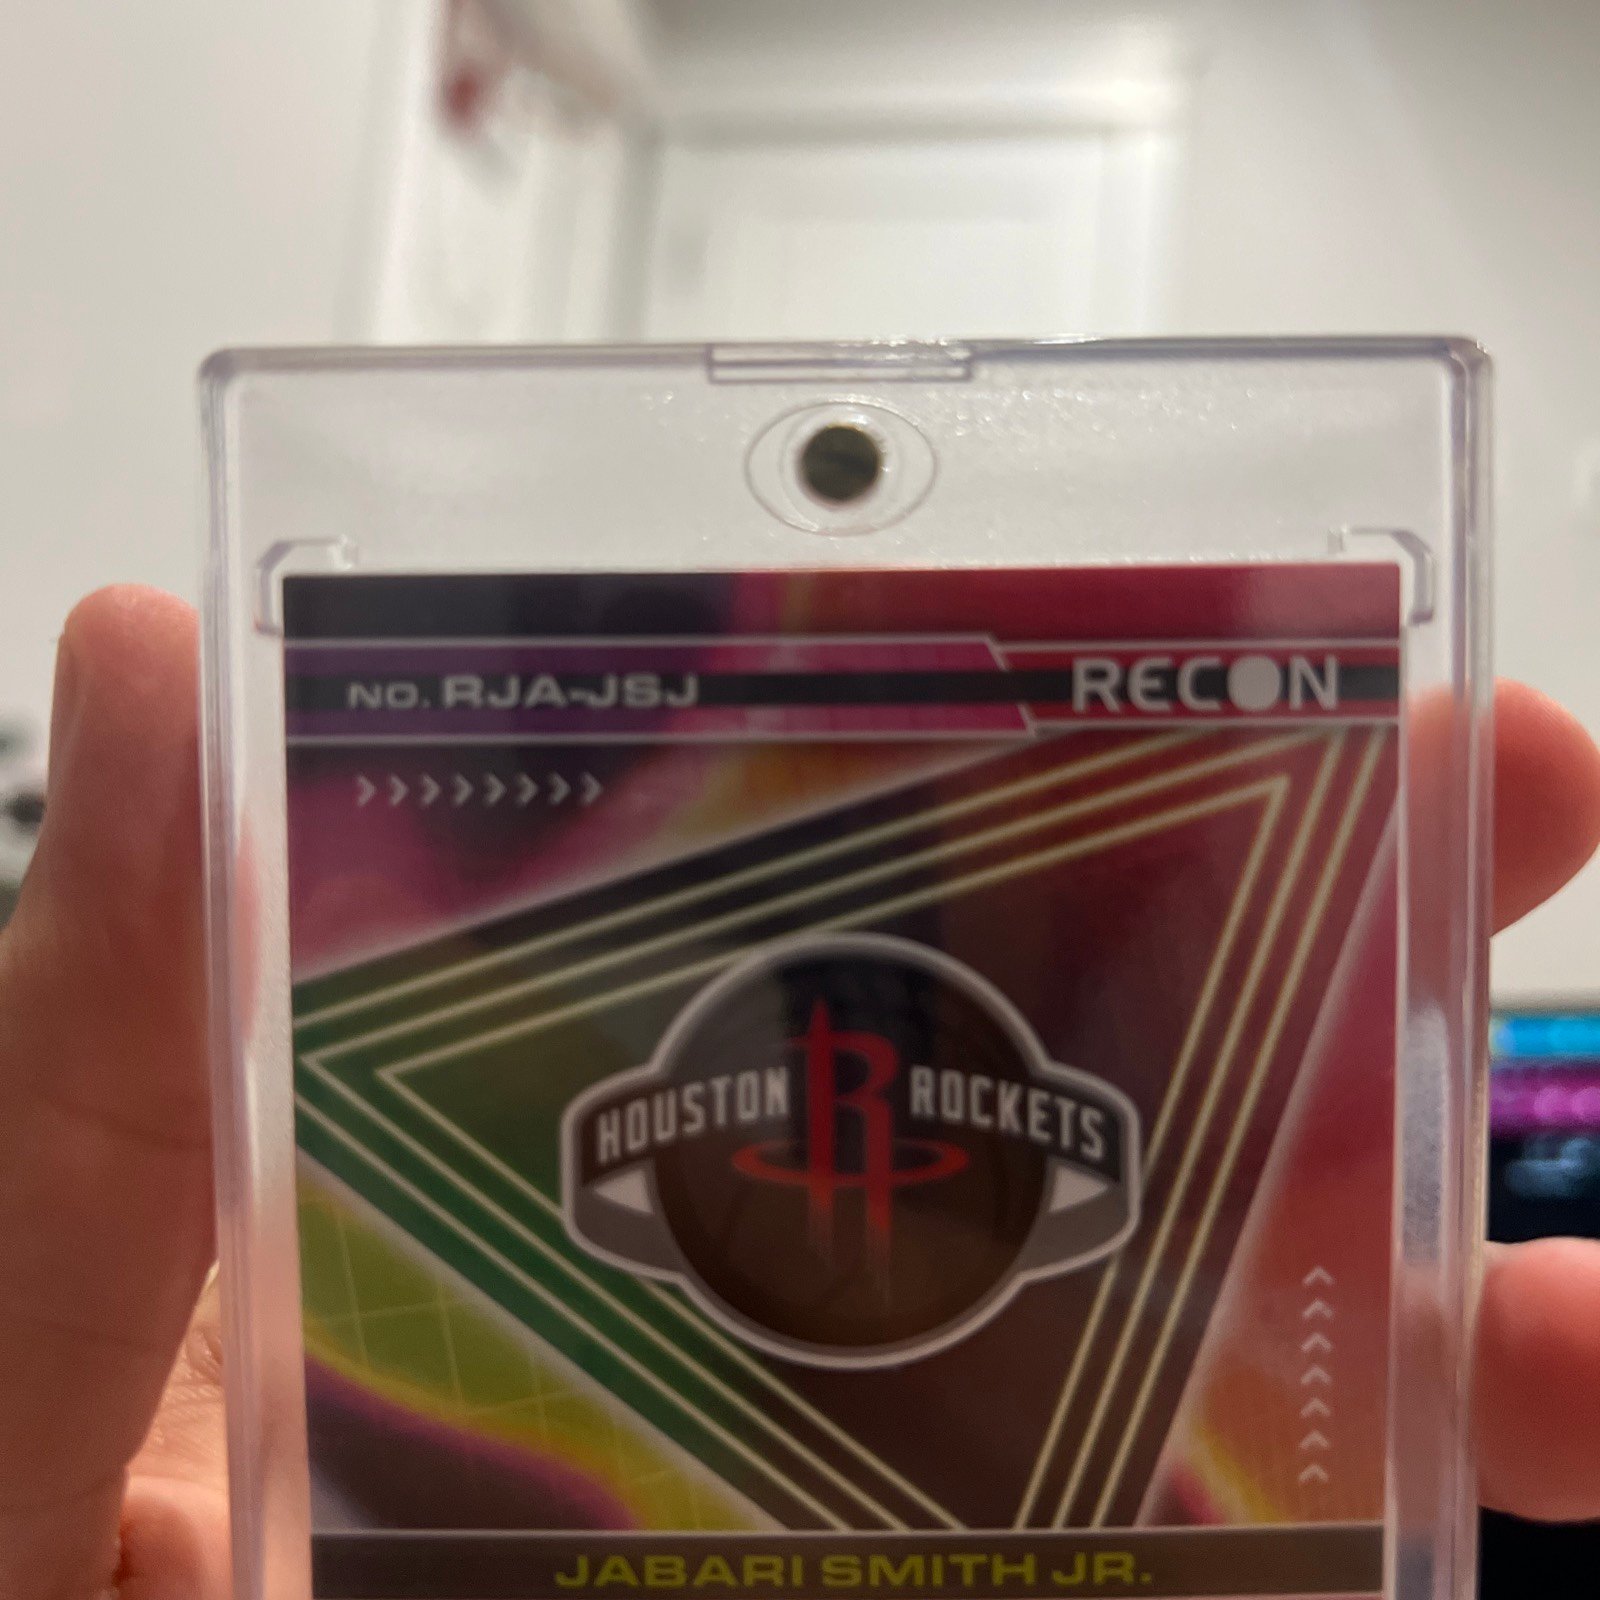 NO. RJA-JSJ
RECON
HOUSTON R ROCKETS
JABARI SMITH JR.